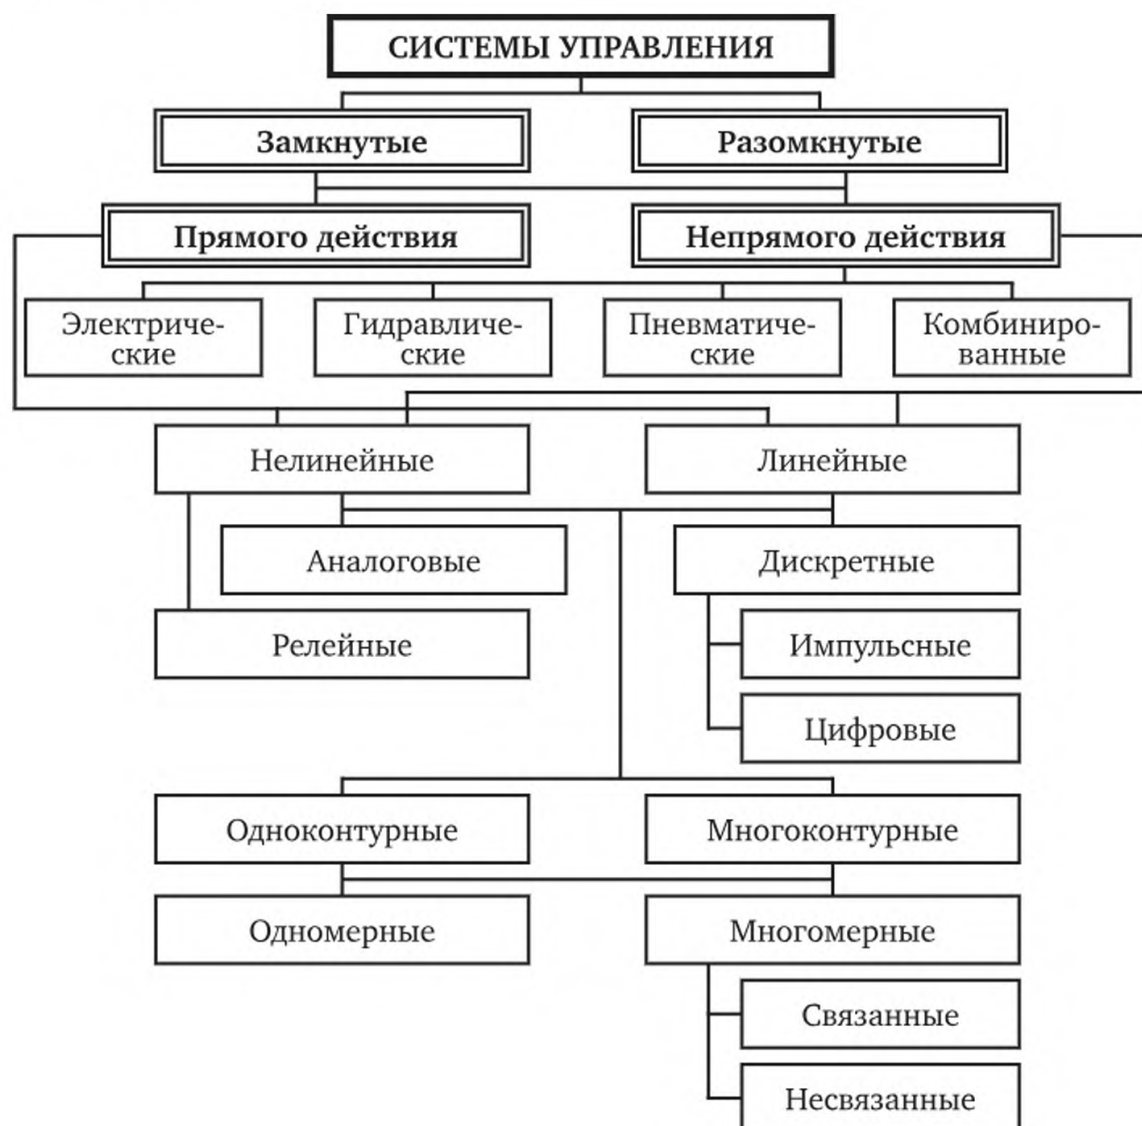 СИСТЕМЫ УПРАВЛЕНИЯ
Замкнутые
Разомкнутые
Прямого действия
Непрямого действия
Электриче-
ские
Гидравличе-
ские
Пневматиче-
ские
Комбиниро-
ванные
Нелинейные
Линейные
Аналоговые
Дискретные
Релейные
Импульсные
Цифровые
Одноконтурные
Многоконтурные
Одномерные
Многомерные
Связанные
Несвязанные